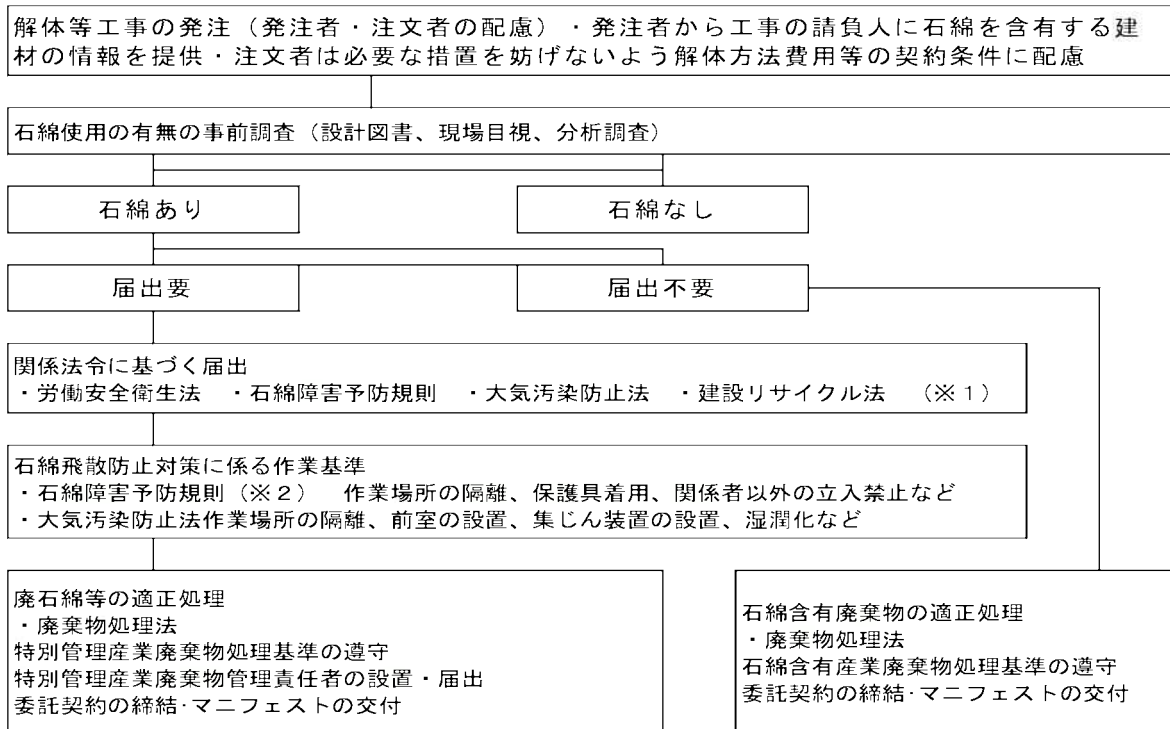 解体等工事の発注（発注者・注文者の配慮）・発注者から工事の請負人に石綿を含有する建
材の情報を提供・注文者は必要な措置を妨げないよう解体方法費用等の契約条件に配慮
石綿使用の有無の事前調査（設計図書、現場目視、分析調査）
石綿あり
石綿なし
届出要
届出不要
関係法令に基づく届出
・労働安全衛生法　・石綿障害予防規則　・大気汚染防止法　・建設リサイクル法　（※１）
石綿飛散防止対策に係る作業基準
・石綿障害予防規則（※２）　作業場所の隔離、保護具着用、関係者以外の立入禁止など
・大気汚染防止法作業場所の隔離、前室の設置、集じん装置の設置、湿潤化など
廃石綿等の適正処理
・廃棄物処理法
特別管理産業廃棄物処理基準の遵守
特別管理産業廃棄物管理責任者の設置・届出
委託契約の締結･マニフェストの交付
石綿含有廃棄物の適正処理
・廃棄物処理法
石綿含有産業廃棄物処理基準の遵守
委託契約の締結･マニフェストの交付